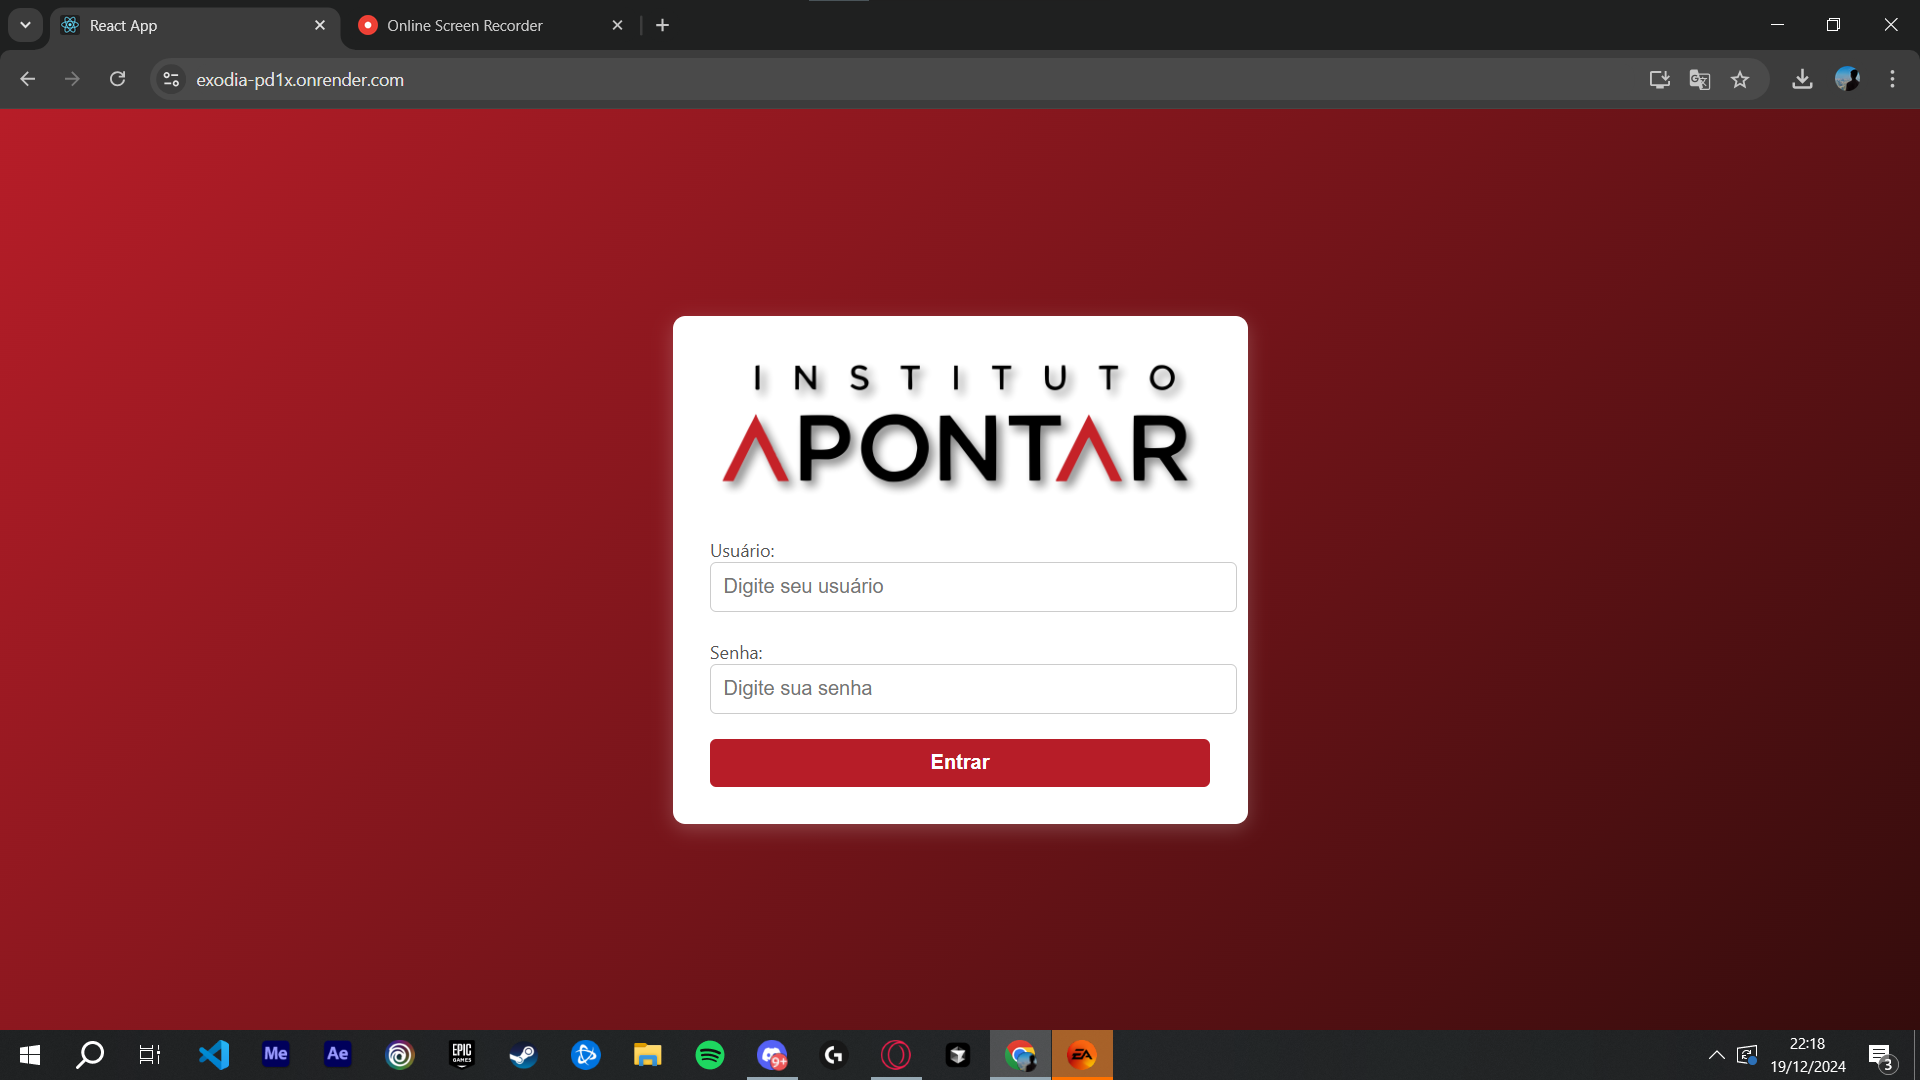 React App
Online Screen Recorder
exodia-pd1x.onrender.com
INSTITUTO
APONTAR
Usuário:
Digite seu usuário
Senha:
Digite sua senha
Entrar
Me
Ae
EPIC
GAMES
9+
EA
22:18
19/12/2024
3